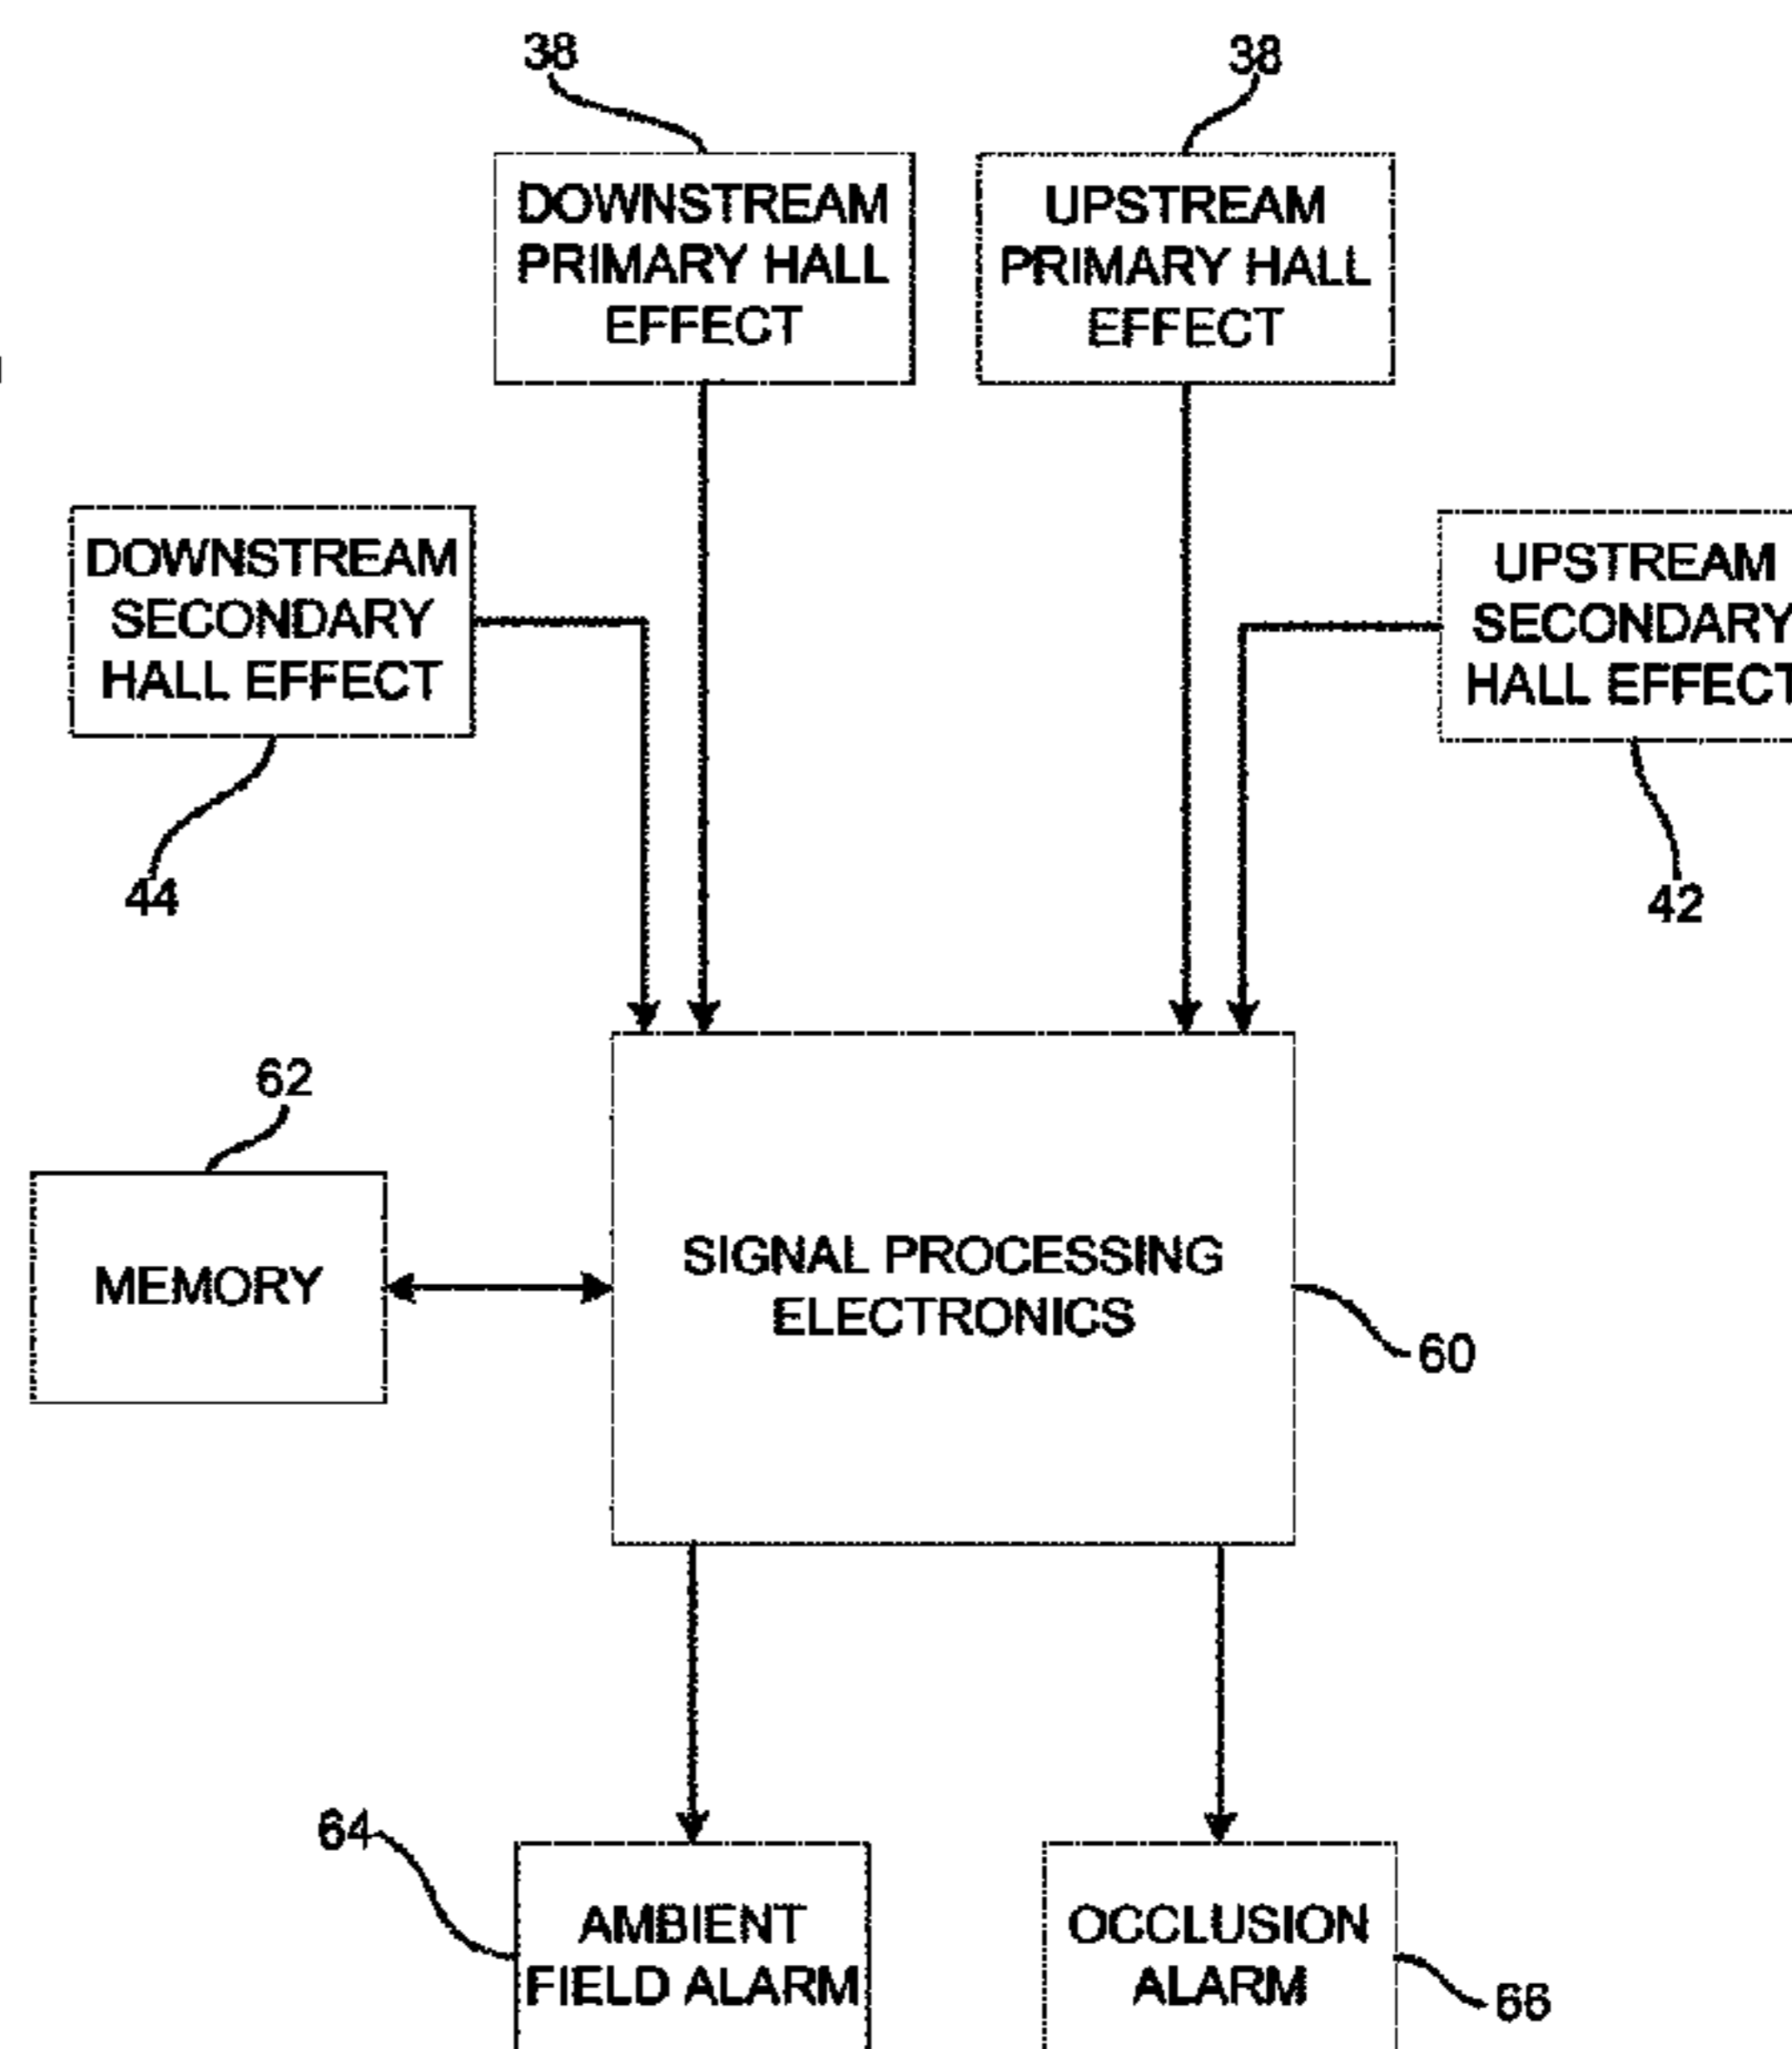 38
38
DOWNSTREAM
PRIMARY HALL
EFFECT
UPSTREAM
PRIMARY HALL
EFFECT
DOWNSTREAM
SECONDARY
HALL EFFECT
UPSTREAM
SECONDARY
HALL EFFECT
44
42
62
MEMORY
SIGNAL PROCESSING
ELECTRONICS
60
64
AMBIENT
FIELD ALARM
OCCLUSION
ALARM
66